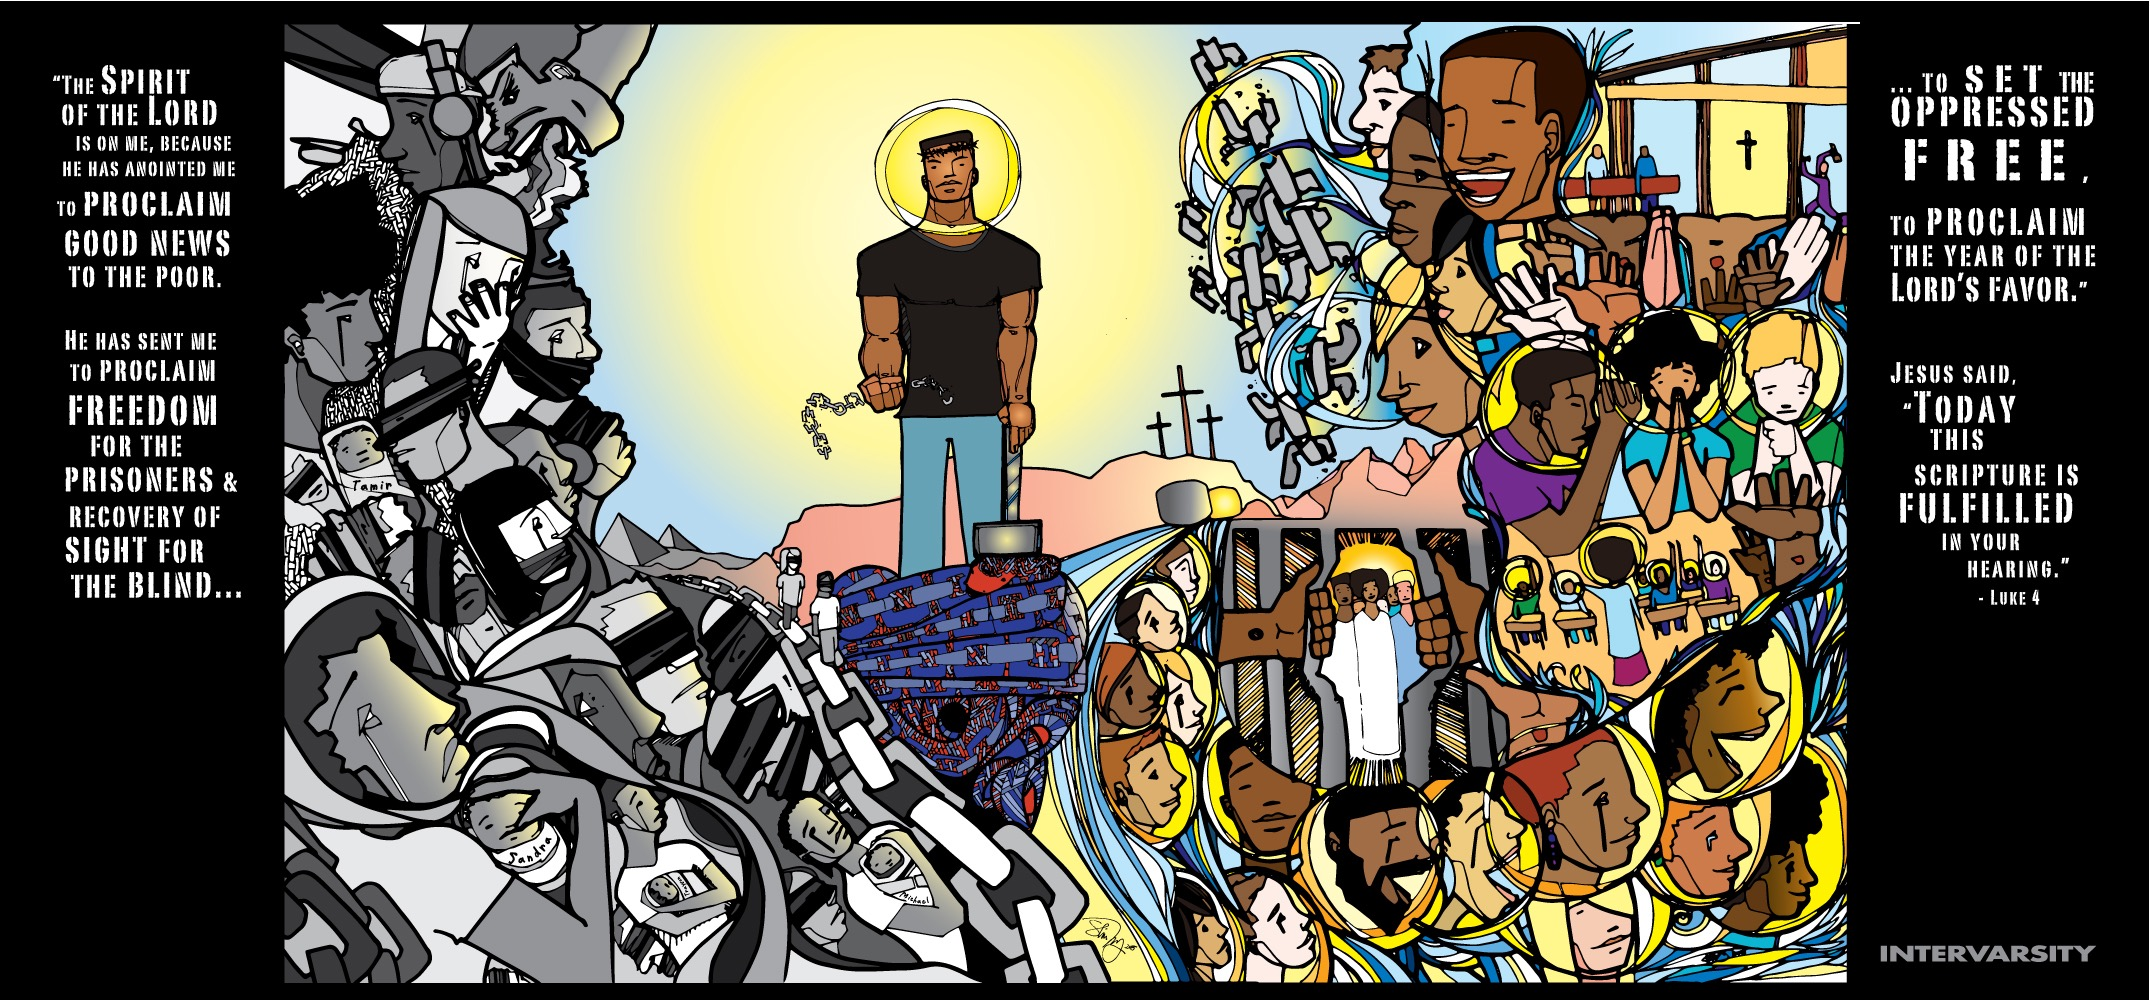 “The Spirit
of the Lord
is on me, because
he has anointed me
to proclaim
good news
to the poor.
He has sent me
to proclaim
freedom
for the
prisoners &
recovery of
sight for
the blind...
Tamir
Sandra
Trayvon
Michael
... to set the
oppressed
free,
to proclaim
the year of the
Lord’s favor.”
Jesus said,
“Today
this
scripture is
fulfilled
in your
hearing.”
- Luke 4
INTERVARSITY